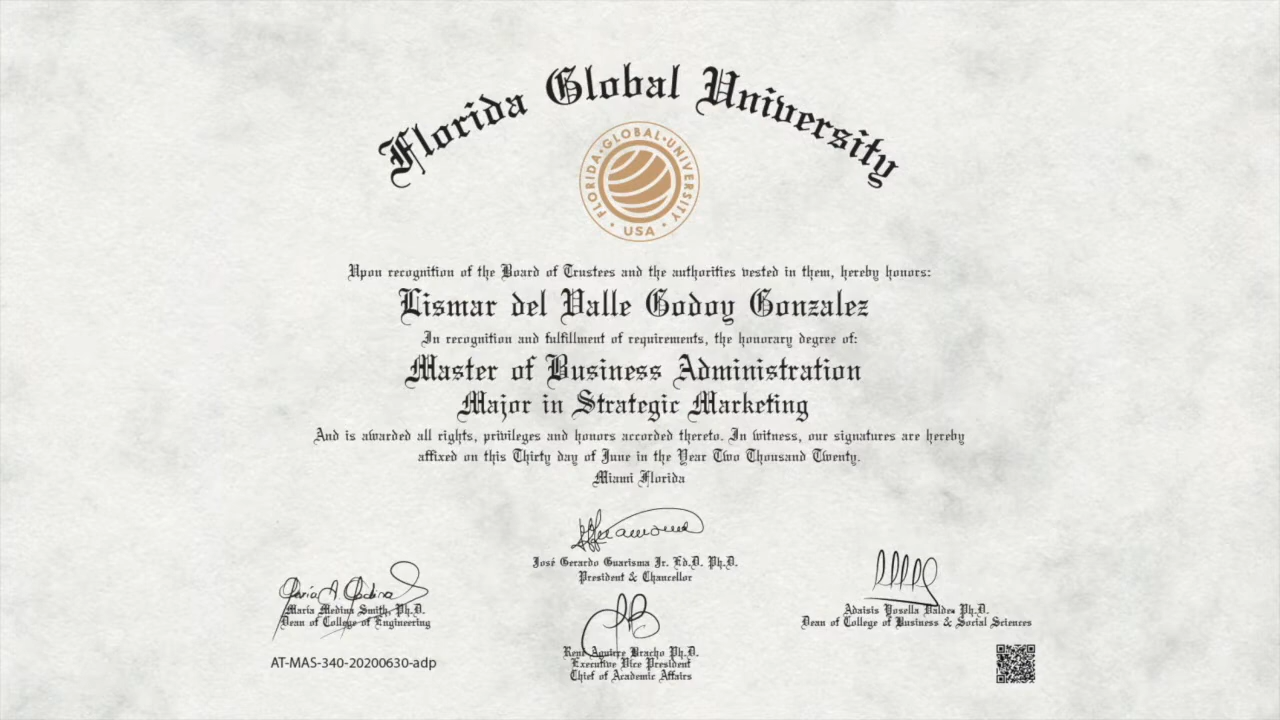 Florida Global University
FLORIDA·GLOBAL·UNIVERSITY
· USA ·
Upon recognition of the Board of Trustees and the authorities vested in them, hereby honors:
Lismar del Valle Godoy Gonzalez
In recognition and fulfillment of requirements, the honorary degree of:
Master of Business Administration
Major in Strategic Marketing
And is awarded all rights, privileges and honors accorded thereto. In witness, our signatures are hereby
affixed on this Thirty day of June in the Year Two Thousand Twenty.
Miami Florida
José Gerardo Guarisma Jr. Ed.D. Ph.D.
President & Chancellor
María Medina Smith, Ph.D.
Dean of College of Engineering
Adaisis Yosella Ph.D.
Dean of College of Business & Social Sciences
René Aguirre Bracho Ph.D.
Executive Vice President
Chief of Academic Affairs
AT-MAS-340-20200630-adp